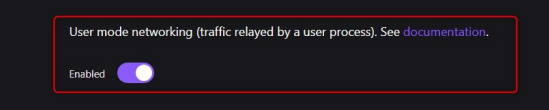 User mode networking (traffic relayed by a user process). See documentation.
Enabled